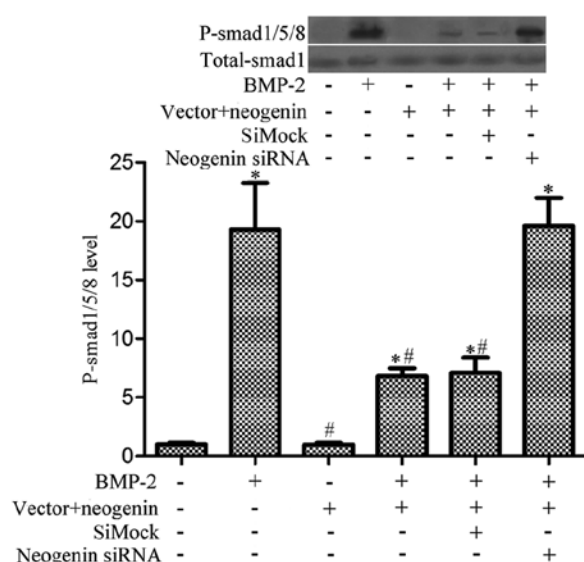 P-smad1/5/8
Total-smad1
BMP-2 - + - + + +
Vector+neogenin - - + + + +
SiMock - - - - + -
Neogenin siRNA - - - - - +
25
20
15
10
5
0
P-smad1/5/8 level
* # *# *# *
BMP-2 - + - + + +
Vector+neogenin - - + + + +
SiMock - - - - + -
Neogenin siRNA - - - - - +